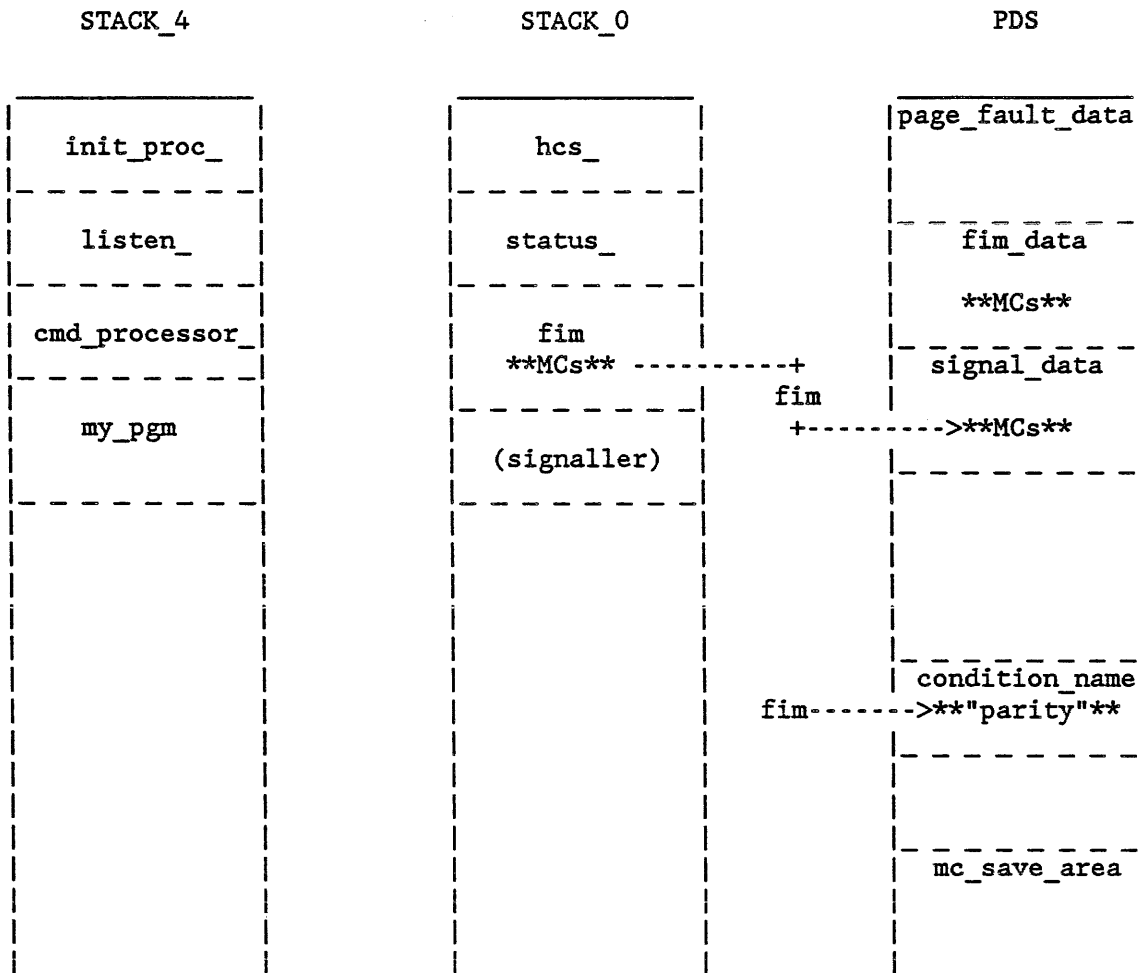 STACK_4 STACK_0 PDS
page_fault_data
init_proc_ hcs_
listen_ status_ fim_data
**MCs**
cmd_processor_ fim
**MCs** ----------+ signal_data
fim
my_pgm +--------->**MCs**
(signaller)
condition_name
fim------->**"parity"**
mc_save_area